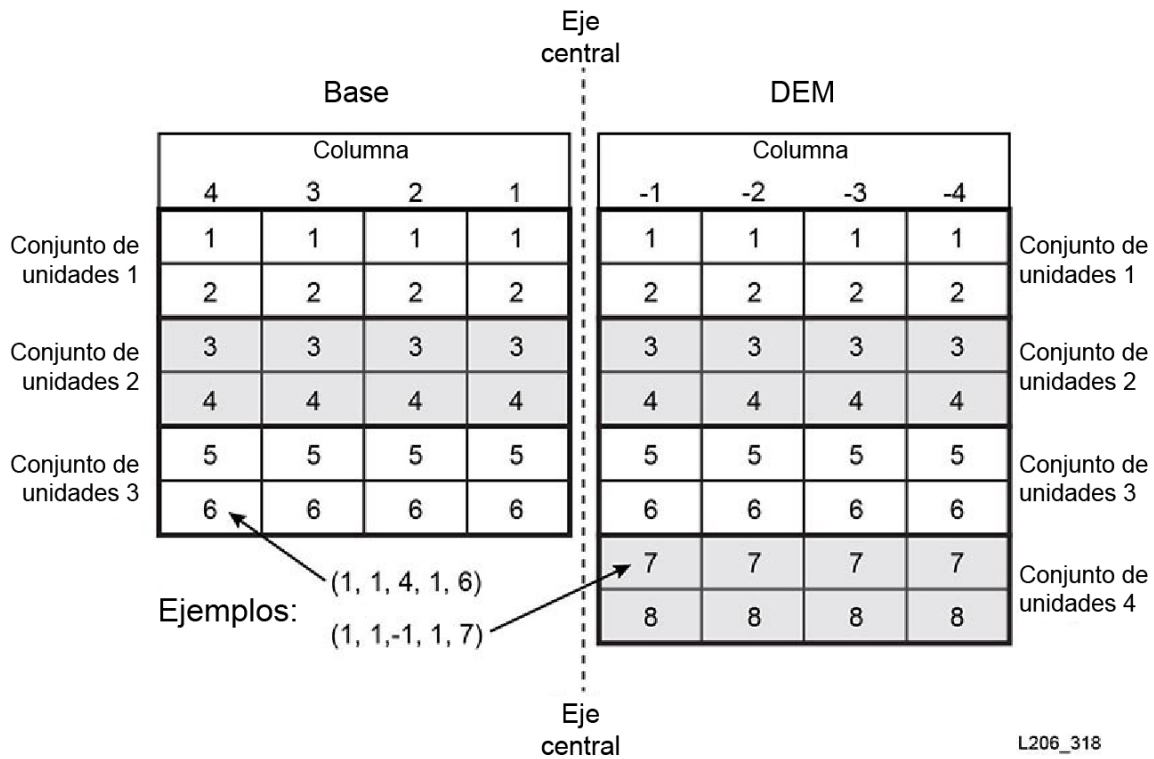 Eje
central
Base
DEM
Columna
Columna
4 3 2 1
-1 -2 -3 -4
Conjunto de
unidades 1
1 1 1 1
2 2 2 2
1 1 1 1
2 2 2 2
Conjunto de
unidades 1
Conjunto de
unidades 2
3 3 3 3
4 4 4 4
3 3 3 3
4 4 4 4
Conjunto de
unidades 2
Conjunto de
unidades 3
5 5 5 5
6 6 6 6
5 5 5 5
6 6 6 6
Conjunto de
unidades 3
7 7 7 7
8 8 8 8
Conjunto de
unidades 4
Ejemplos:
(1, 1, 4, 1, 6)
(1, 1,-1, 1, 7)
Eje
central
L206_318